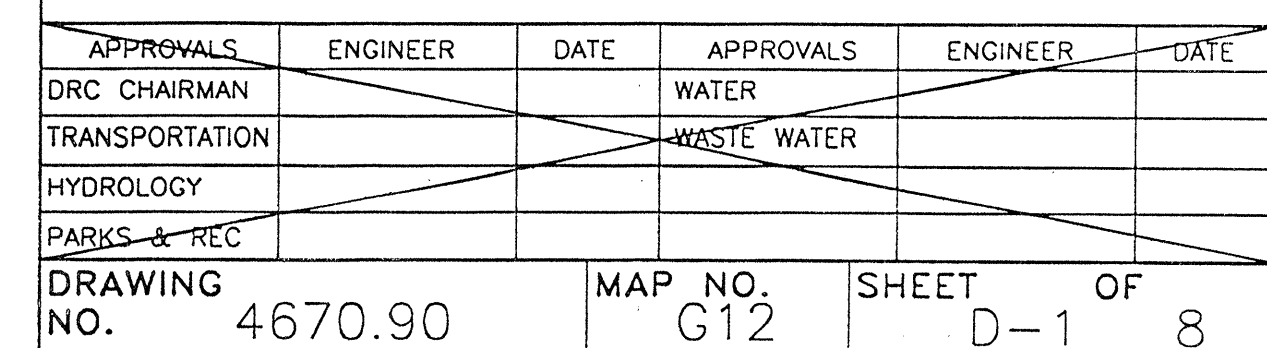 APPROVALS ENGINEER DATE APPROVALS ENGINEER DATE
DRC CHAIRMAN WATER
TRANSPORTATION WASTE WATER
HYDROLOGY
PARKS & REC
DRAWING NO. 4670.90 MAP NO. G12 SHEET D-1 OF 8